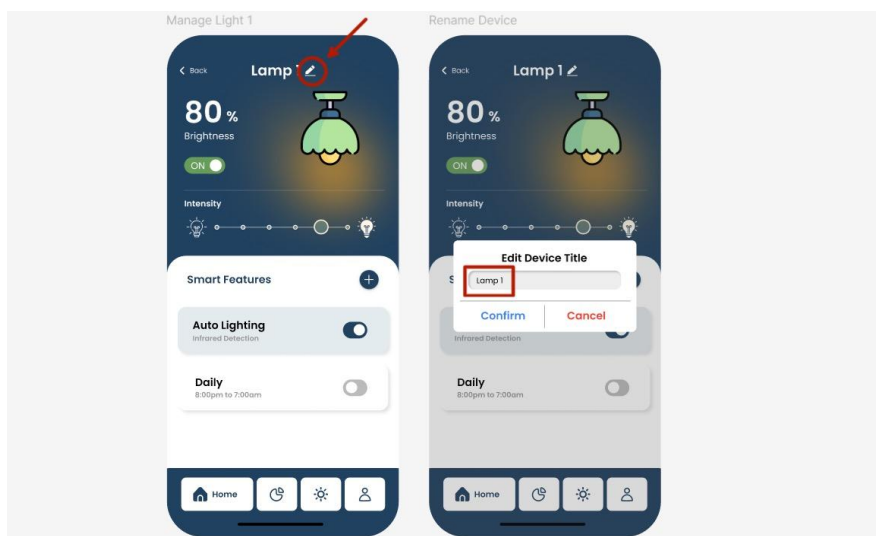 Manage Light 1
Back
Lamp 1
80 %
Brightness
ON
Intensity
Smart Features
Auto Lighting
Infrared Detection
Daily
8:00pm to 7:00am
Home
Rename Device
Back
Lamp 1
80 %
Brightness
ON
Intensity
S
Edit Device Title
Lamp 1
Confirm
Cancel
Infrared Detection
Daily
8:00pm to 7:00am
Home